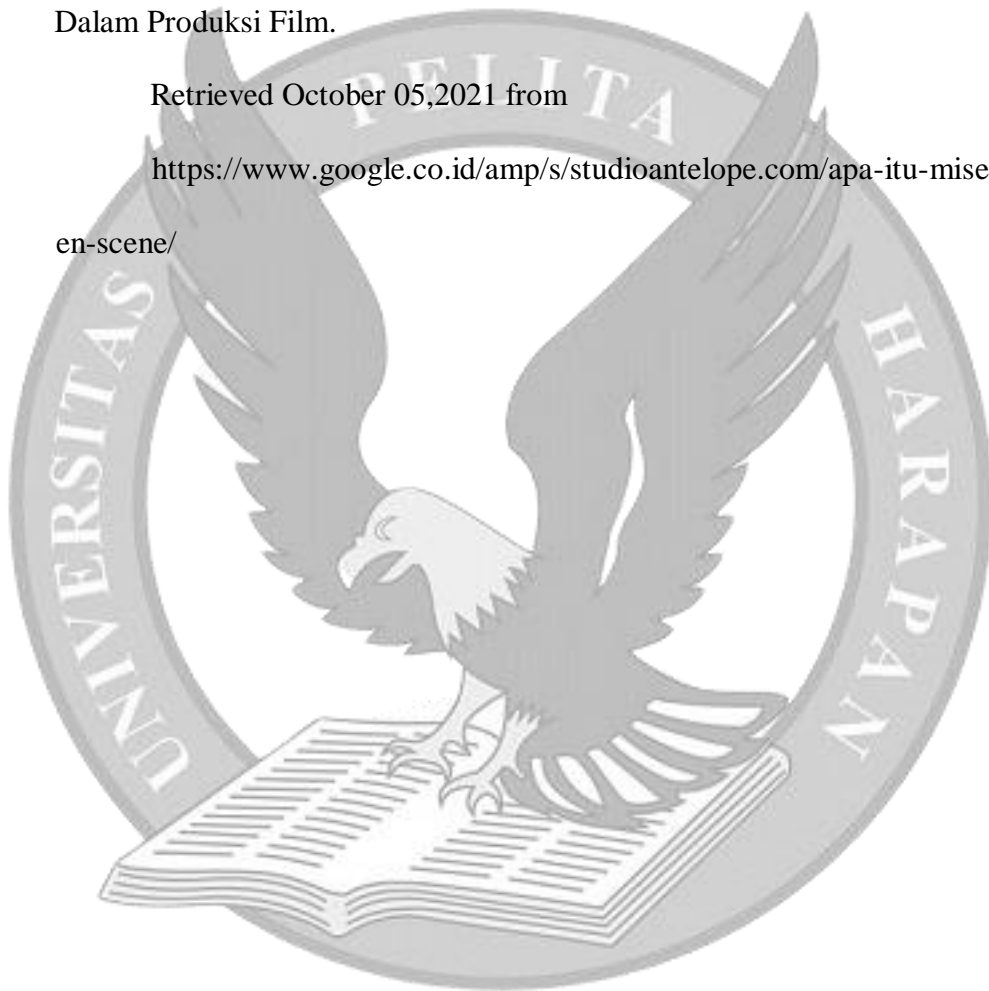 Dalam Produksi Film.
Retrieved October 05,2021 from
https://www.google.co.id/amp/s/studioantelope.com/apa-itu-mise
en-scene/
UNIVERSITAS PELITA HARAPAN